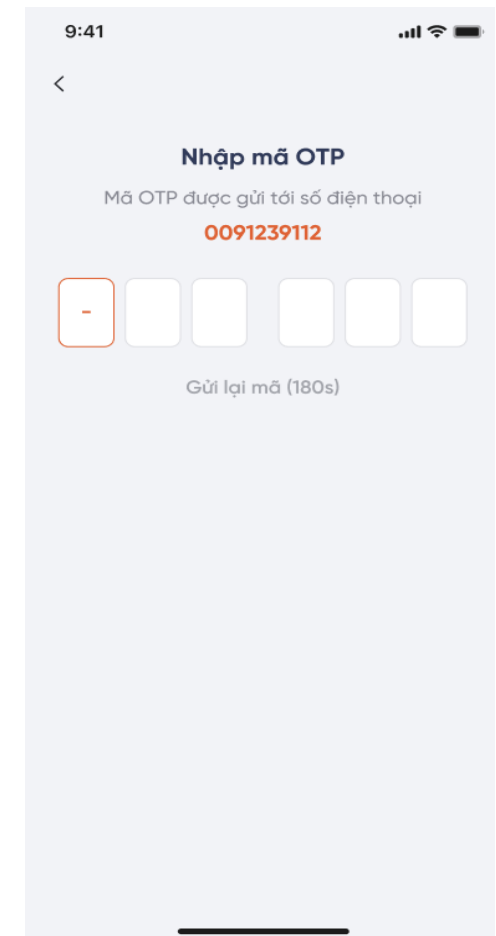 9:41
Nhập mã OTP
Mã OTP được gửi tới số điện thoại
0091239112
-
Gửi lại mã (180s)